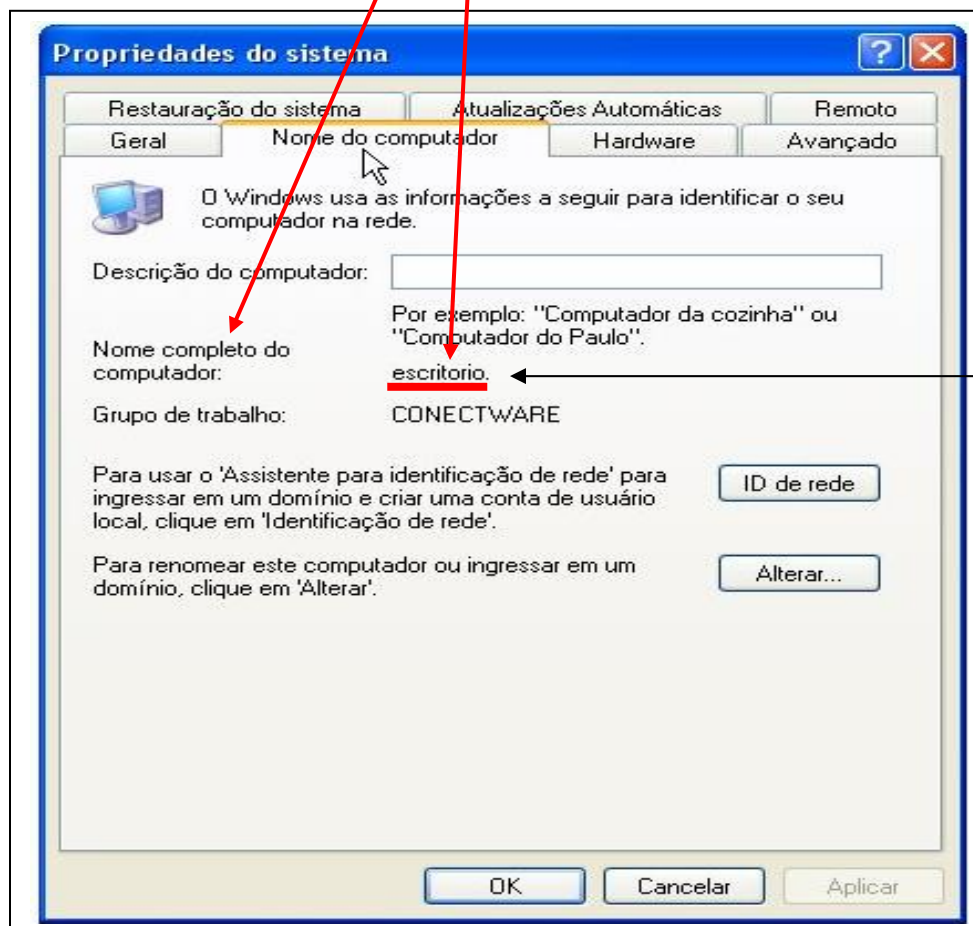 Propriedades do sistema
Restauração do sistema Atualizações Automáticas Remoto
Geral Nome do computador Hardware Avançado
O Windows usa as informações a seguir para identificar o seu
computador na rede.
Descrição do computador:
Por exemplo: "Computador da cozinha" ou
"Computador do Paulo".
Nome completo do
computador:
escritorio.
Grupo de trabalho: CONECTWARE
Para usar o 'Assistente para identificação de rede' para
ingressar em um domínio e criar uma conta de usuário
local, clique em 'Identificação de rede'.
ID de rede
Para renomear este computador ou ingressar em um
domínio, clique em 'Alterar'.
Alterar...
OK Cancelar Aplicar